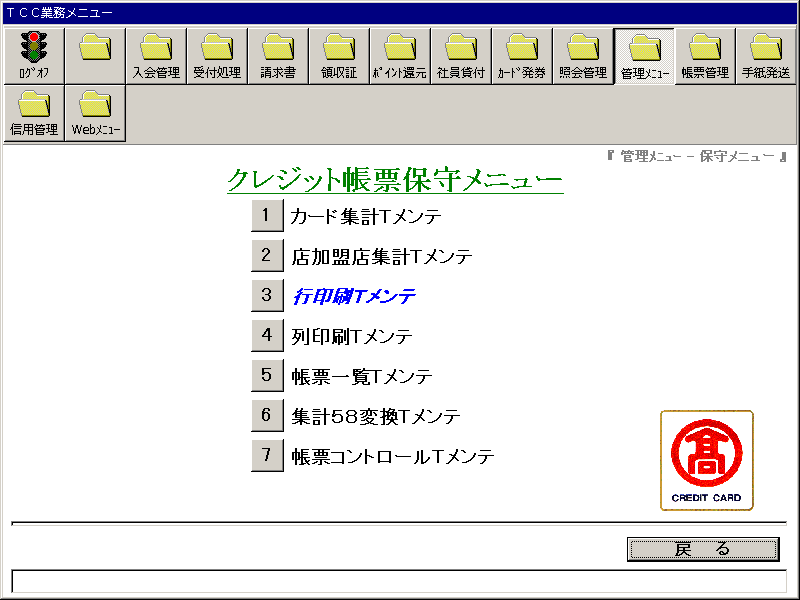 ＴＣＣ業務メニュー
ﾛｸﾞｵﾌ 入会管理 受付処理 請求書 領収証 ﾎﾟｲﾝﾄ還元 社員貸付 ｶｰﾄﾞ発券 照会管理 管理ﾒﾆｭｰ 帳票管理 手紙発送
信用管理 Webﾒﾆｭｰ
『 管理ﾒﾆｭｰ － 保守メニュー 』
クレジット帳票保守メニュー
1 カード集計Ｔメンテ
2 店加盟店集計Ｔメンテ
3 行印刷Ｔメンテ
4 列印刷Ｔメンテ
5 帳票一覧Ｔメンテ
6 集計５８変換Ｔメンテ
7 帳票コントロールＴメンテ
髙
CREDIT CARD
戻　る